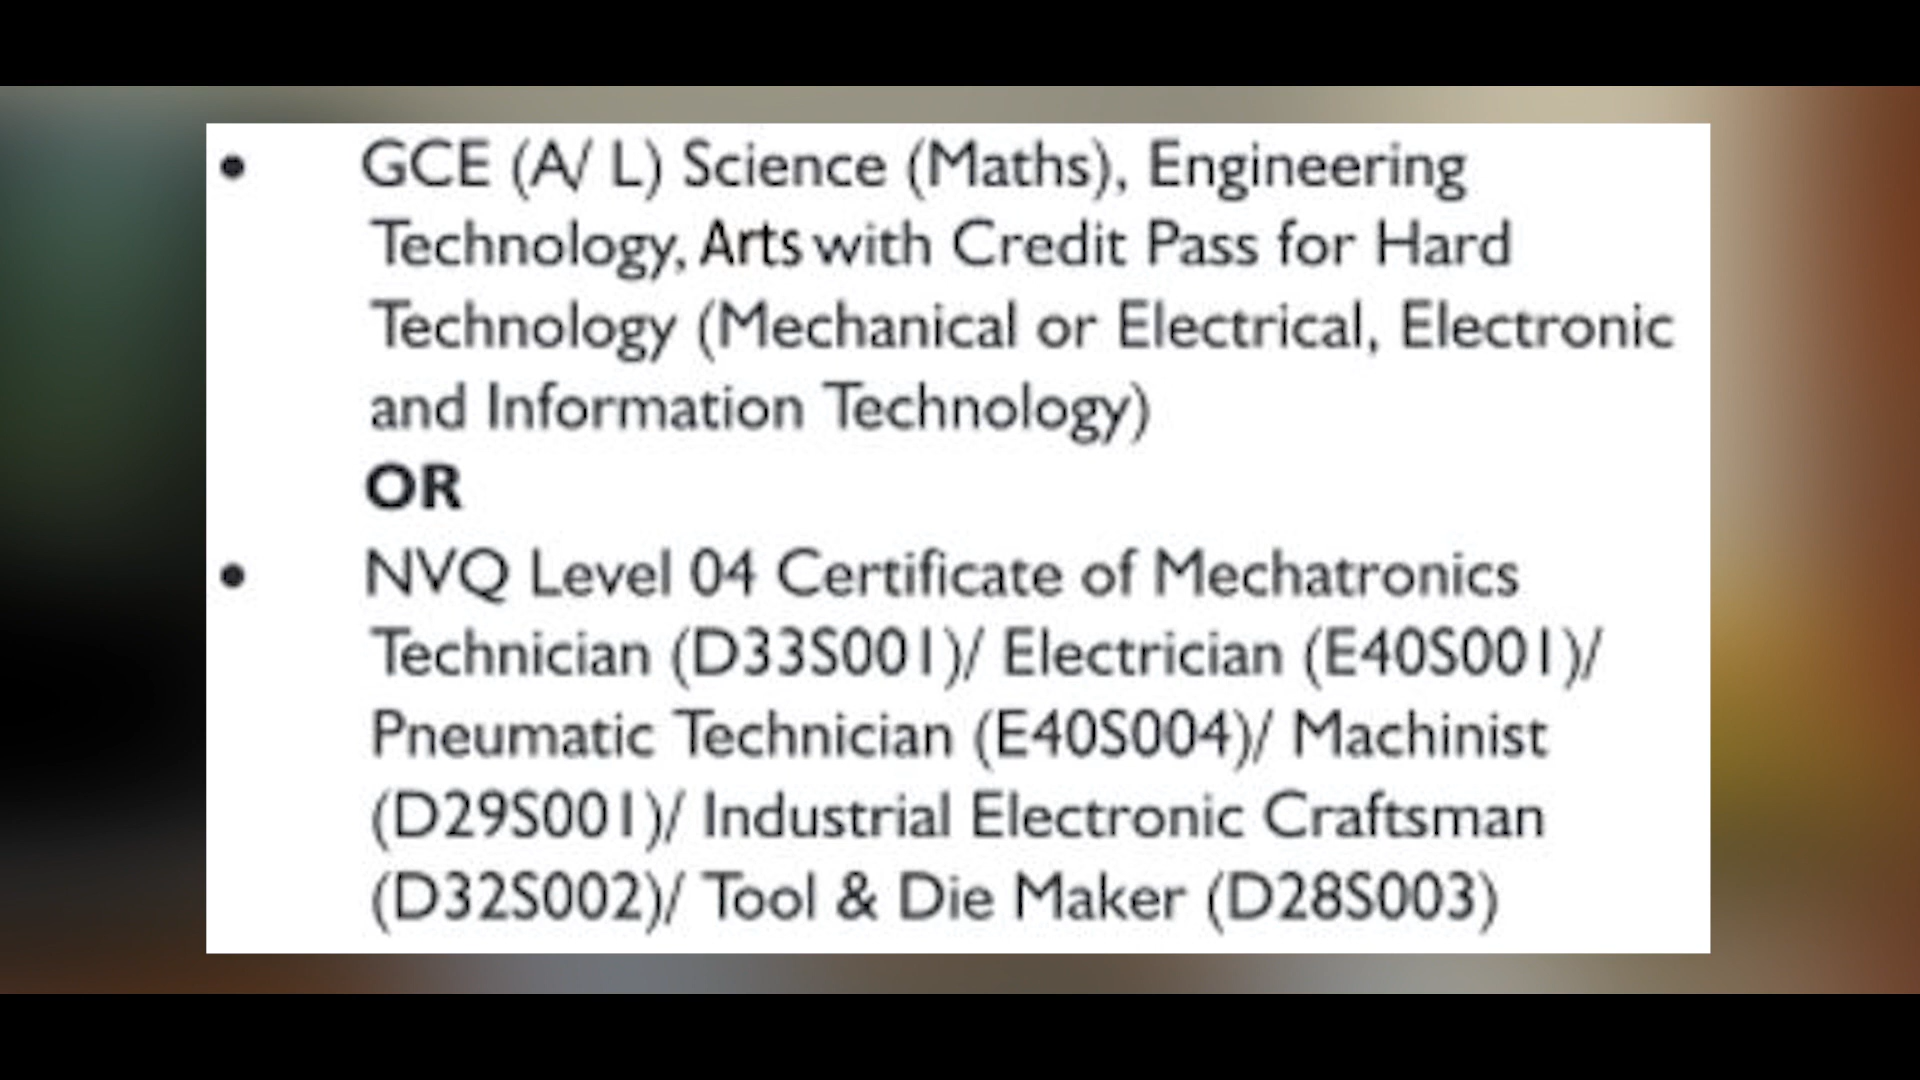 • GCE (A/ L) Science (Maths), Engineering
Technology, Arts with Credit Pass for Hard
Technology (Mechanical or Electrical, Electronic
and Information Technology)
OR
• NVQ Level 04 Certificate of Mechatronics
Technician (D33S001)/ Electrician (E40S001)/
Pneumatic Technician (E40S004)/ Machinist
(D29S001)/ Industrial Electronic Craftsman
(D32S002)/ Tool & Die Maker (D28S003)